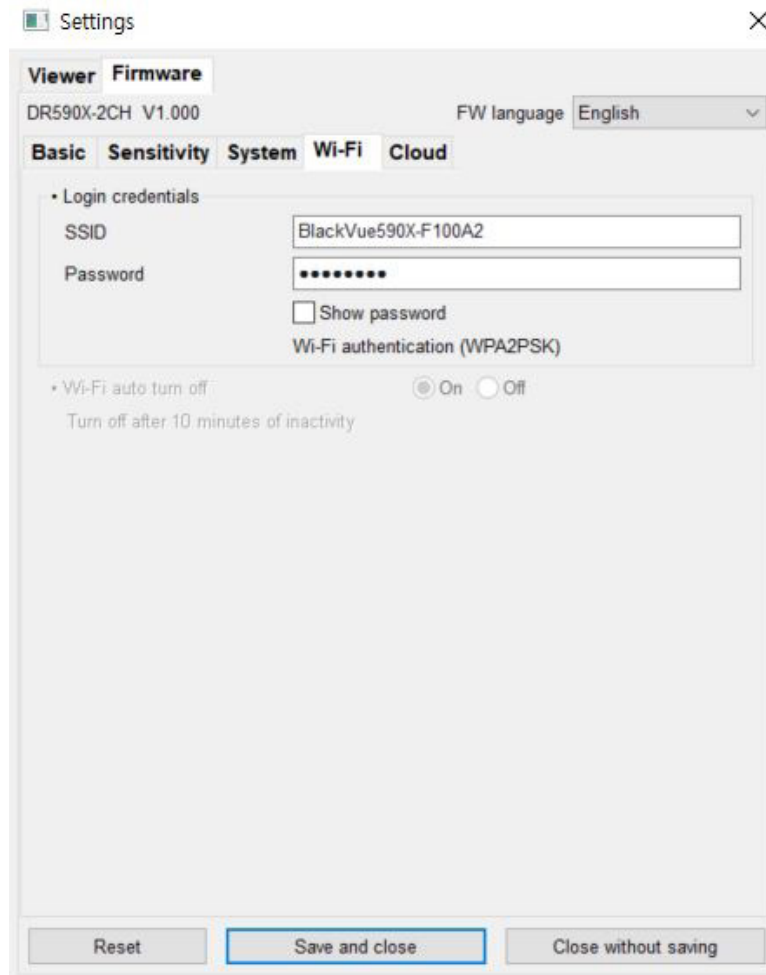 Settings
Viewer Firmware
DR590X-2CH V1.000 FW language English
Basic Sensitivity System Wi-Fi Cloud
• Login credentials
SSID BlackVue590X-F100A2
Password ••••••••
Show password
Wi-Fi authentication (WPA2PSK)
• Wi-Fi auto turn off On Off
Turn off after 10 minutes of inactivity
Reset Save and close Close without saving